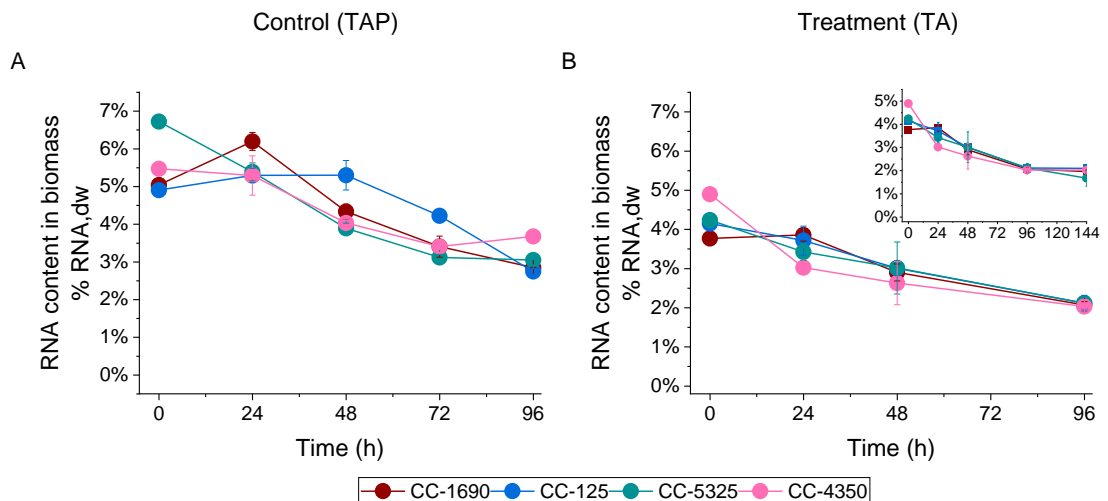 Control (TAP)
Treatment (TA)
A
B
RNA content in biomass
% RNA,dw
7%
6%
5%
4%
3%
2%
1%
0%
0 24 48 72 96
Time (h)
RNA content in biomass
% RNA,dw
7%
6%
5%
4%
3%
2%
1%
0%
0 24 48 72 96
Time (h)
5%
4%
3%
2%
1%
0%
0 24 48 72 96 120 144
CC-1690 CC-125 CC-5325 CC-4350